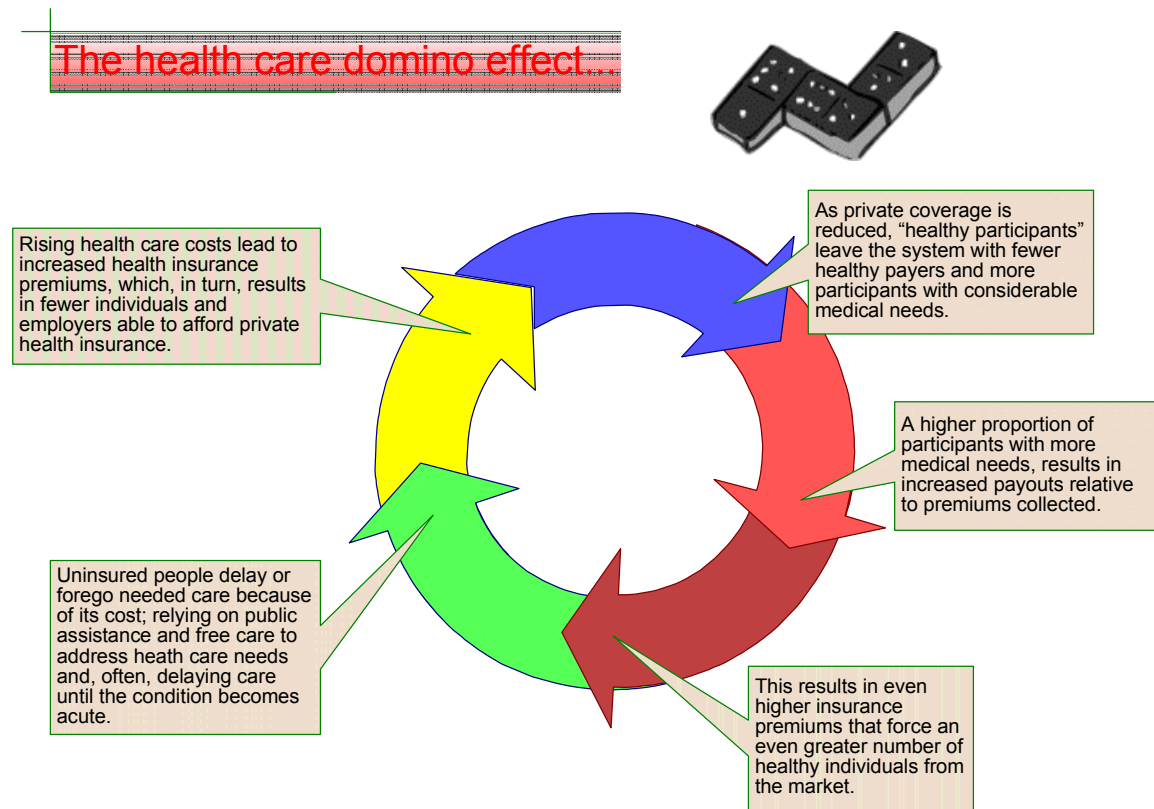 The health care domino effect...
Rising health care costs lead to
increased health insurance
premiums, which, in turn, results
in fewer individuals and
employers able to afford private
health insurance.
As private coverage is
reduced, “healthy participants”
leave the system with fewer
healthy payers and more
participants with considerable
medical needs.
A higher proportion of
participants with more
medical needs, results in
increased payouts relative
to premiums collected.
This results in even
higher insurance
premiums that force an
even greater number of
healthy individuals from
the market.
Uninsured people delay or
forego needed care because
of its cost; relying on public
assistance and free care to
address heath care needs
and, often, delaying care
until the condition becomes
acute.